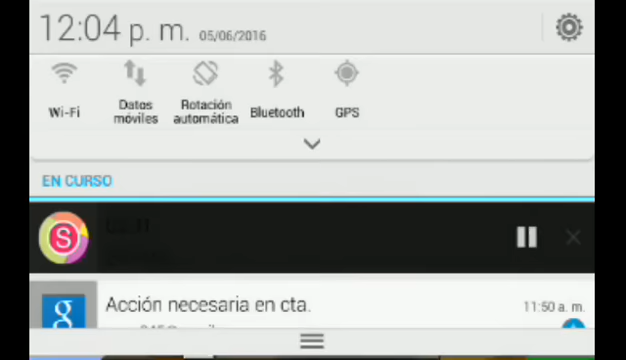 12:04 p. m. 05/06/2016
Wi-Fi
Datos móviles
Rotación automática
Bluetooth
GPS
EN CURSO
S
g
Acción necesaria en cta.
11:50 a. m.